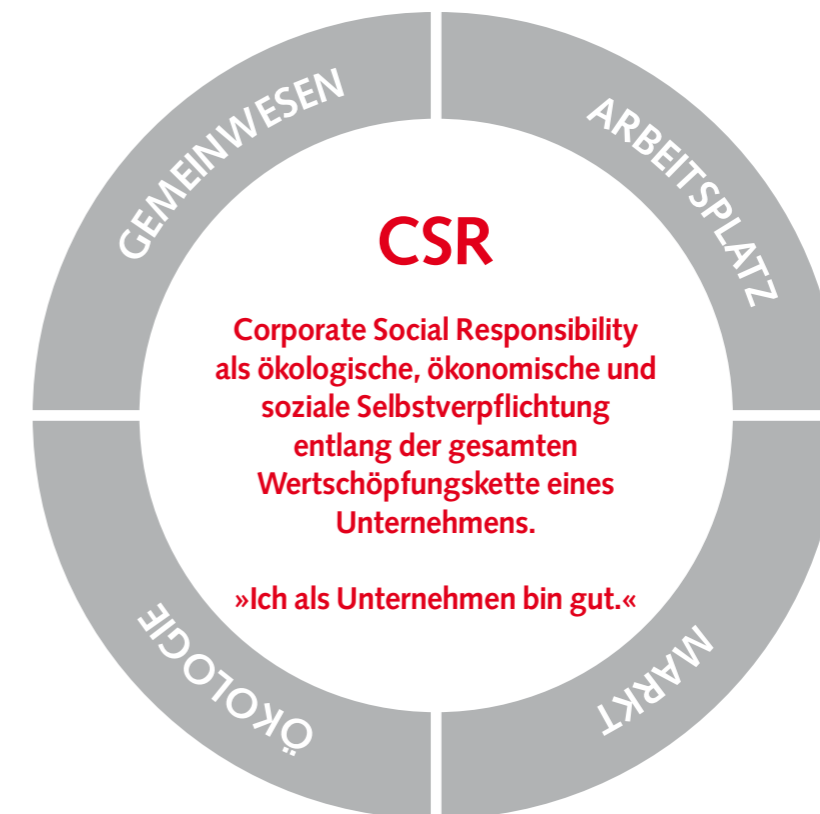 GEMEINWESEN
ARBEITSPLATZ
CSR
Corporate Social Responsibility
als ökologische, ökonomische und
soziale Selbstverpflichtung
entlang der gesamten
Wertschöpfungskette eines
Unternehmens.
»Ich als Unternehmen bin gut.«
ÖKOLOGIE
MARKT